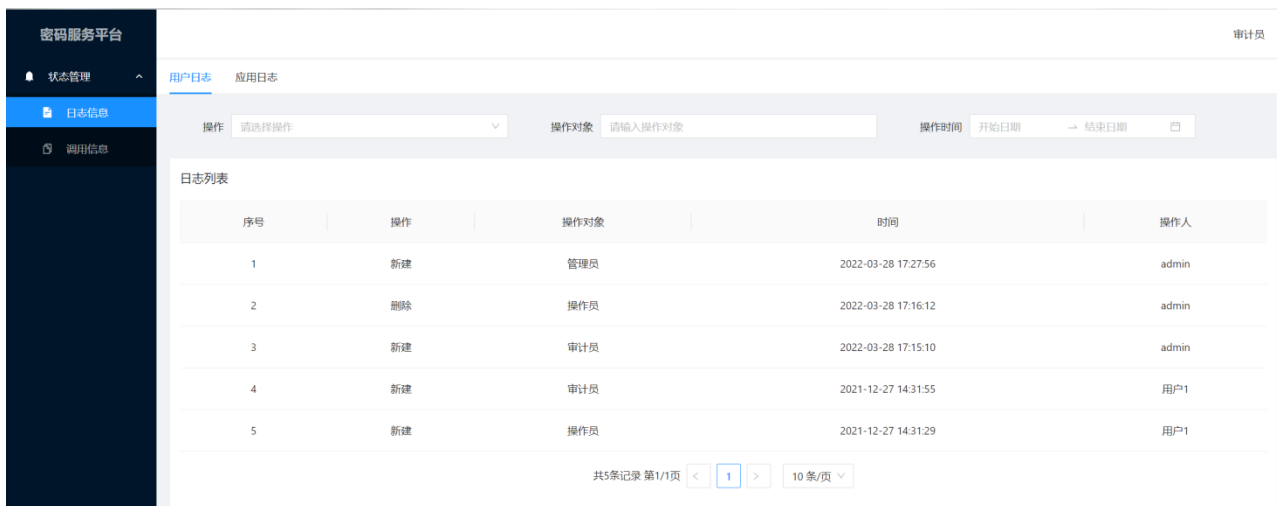 密码服务平台
审计员
状态管理
日志信息
调用信息
用户日志 应用日志
操作 请选择操作 操作对象 请输入操作对象 操作时间 开始日期 → 结束日期
日志列表
序号 操作 操作对象 时间 操作人
1 新建 管理员 2022-03-28 17:27:56 admin
2 删除 操作员 2022-03-28 17:16:12 admin
3 新建 审计员 2022-03-28 17:15:10 admin
4 新建 审计员 2021-12-27 14:31:55 用户1
5 新建 操作员 2021-12-27 14:31:29 用户1
共5条记录 第1/1页 < 1 > 10 条/页